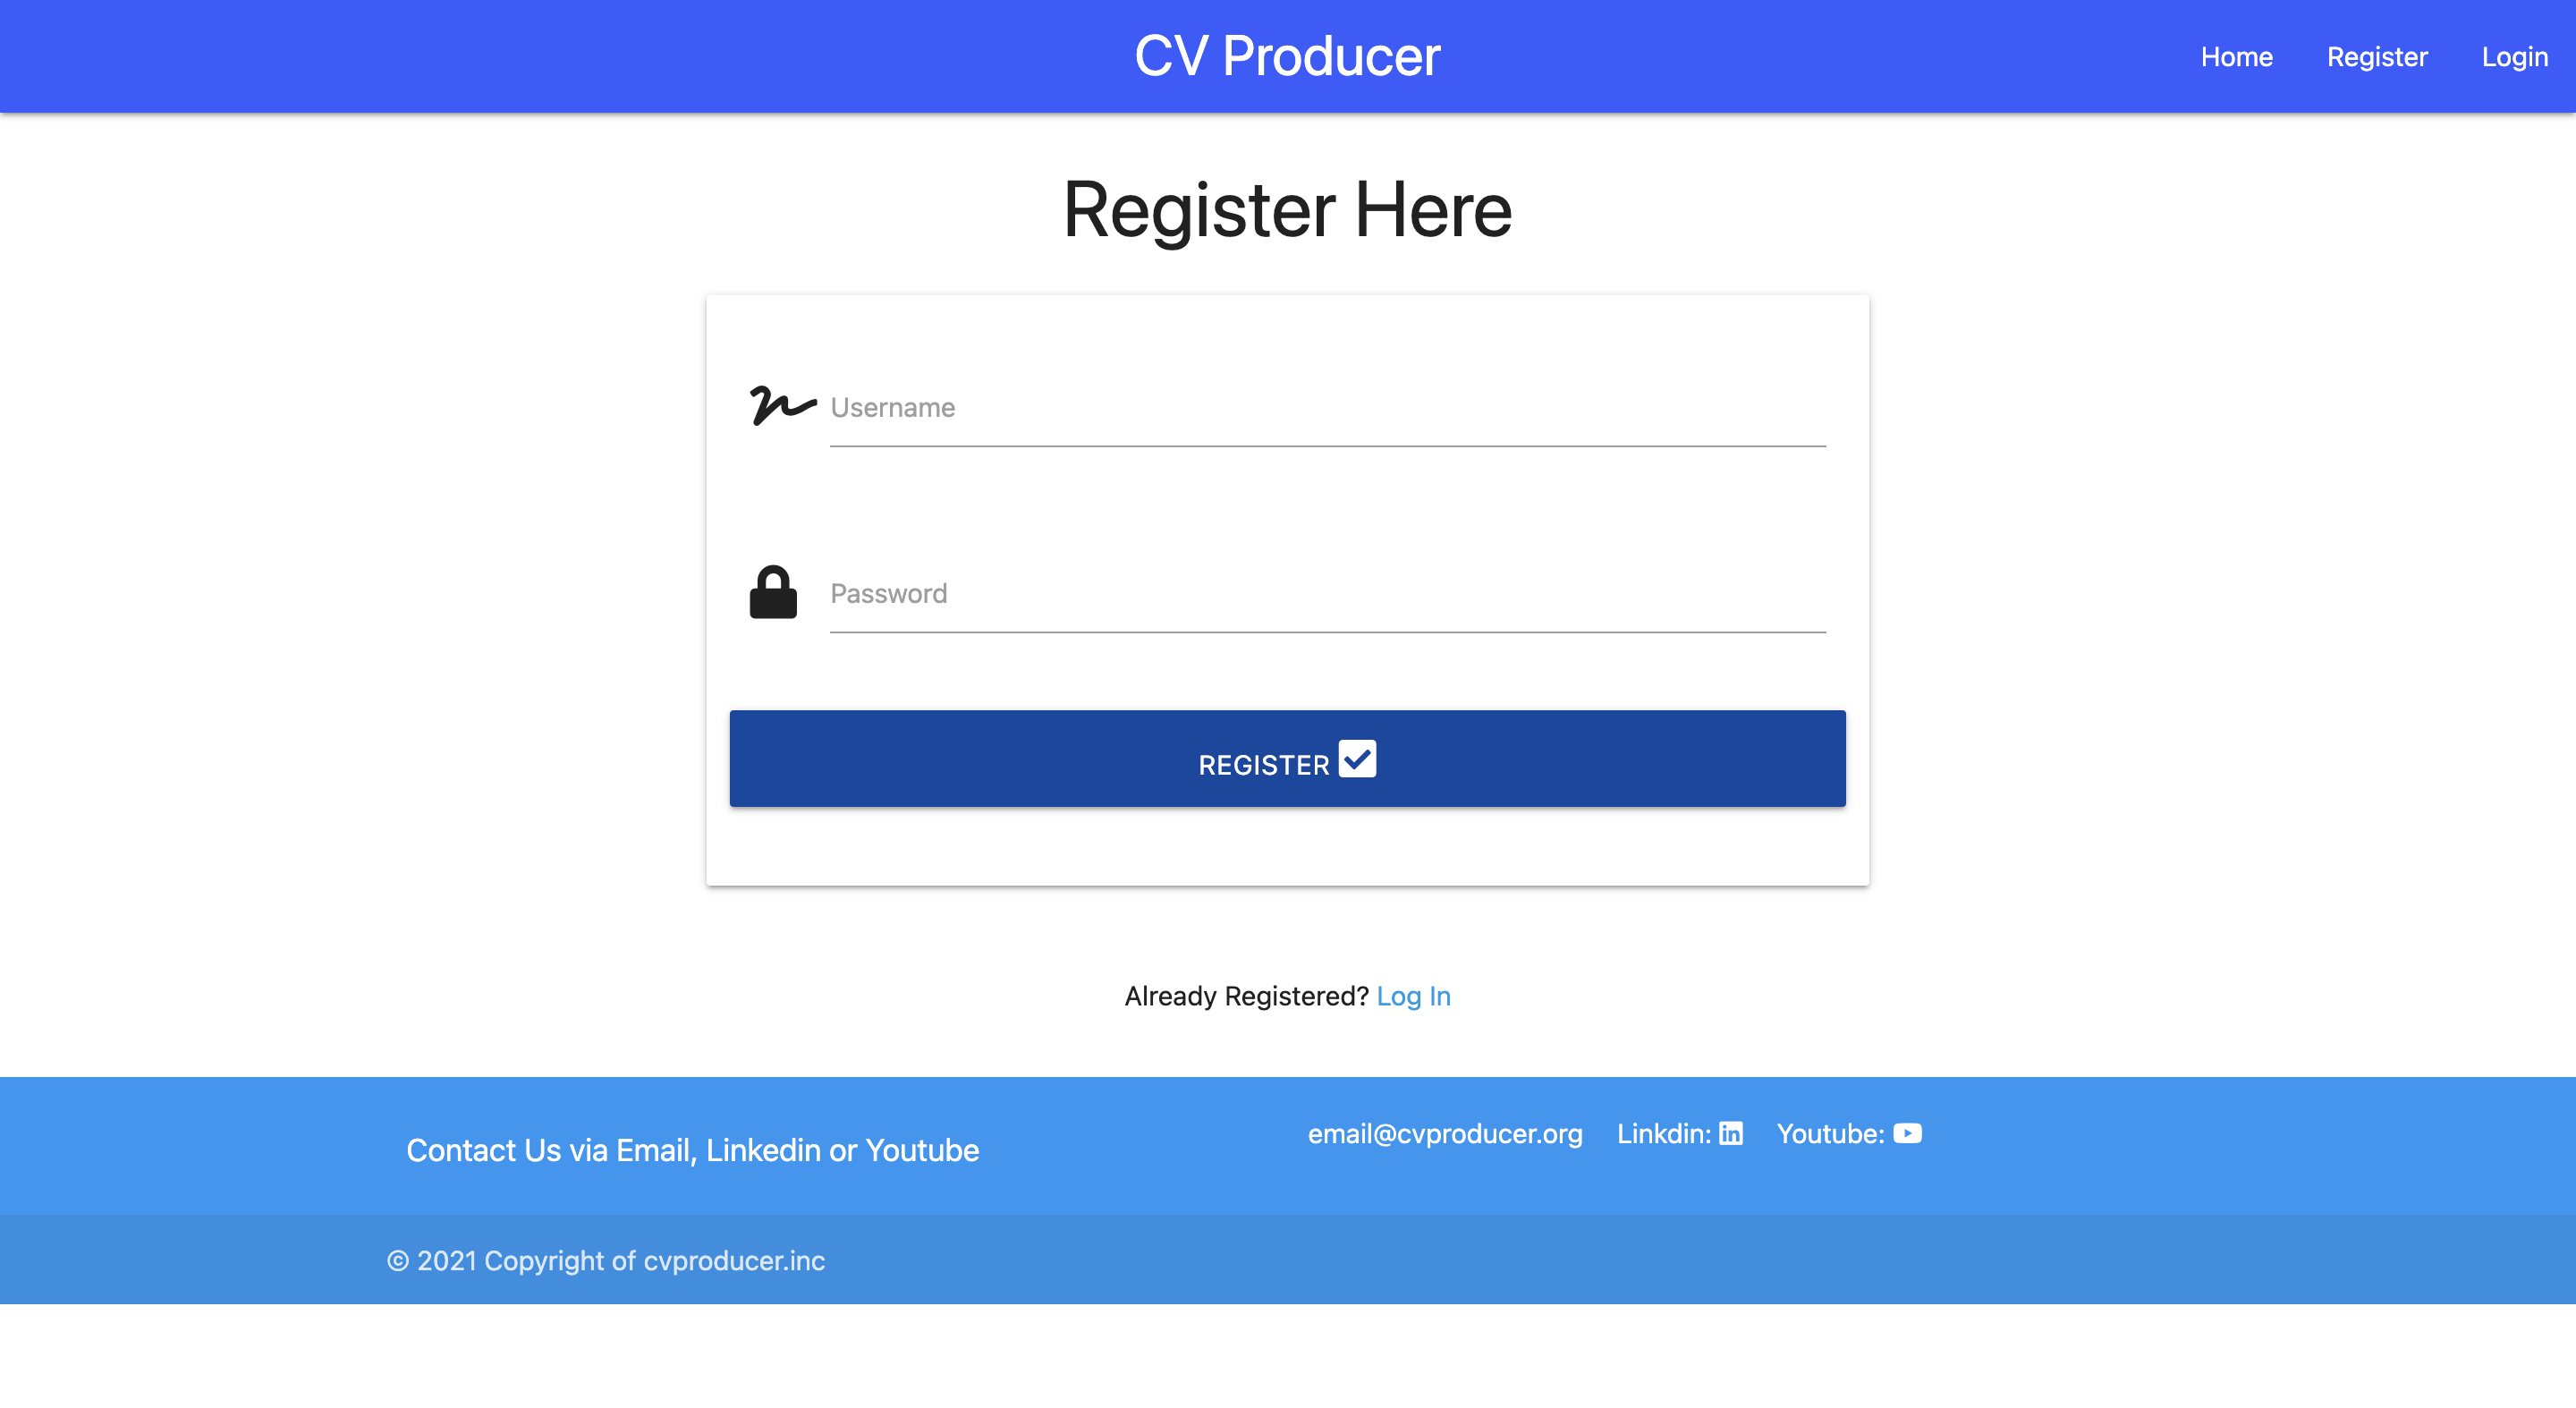 CV Producer
Home Register Login
Register Here
Username
Password
REGISTER
Already Registered? Log In
Contact Us via Email, Linkedin or Youtube
email@cvproducer.org Linkdin: Youtube:
© 2021 Copyright of cvproducer.inc